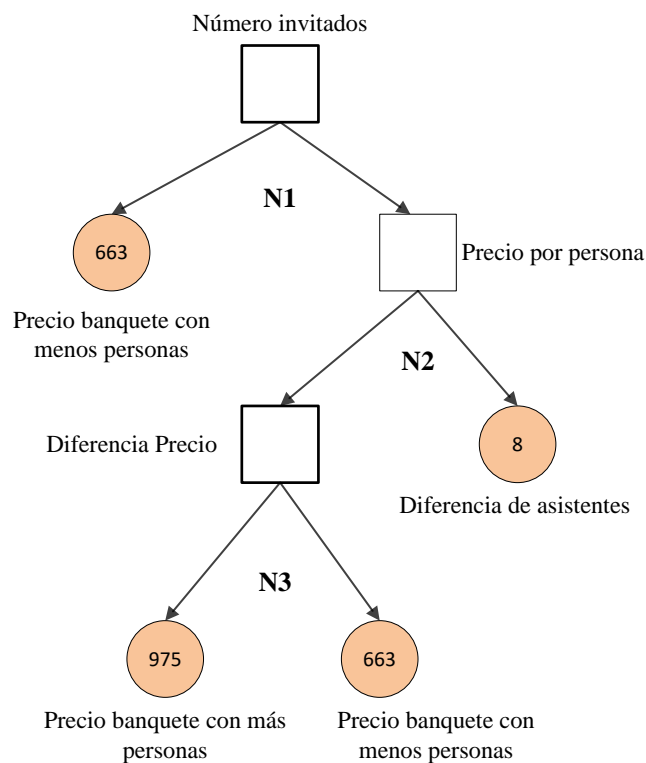 Número invitados
N1
663
Precio por persona
Precio banquete con
menos personas
N2
Diferencia Precio
8
Diferencia de asistentes
N3
975
663
Precio banquete con más
personas
Precio banquete con
menos personas